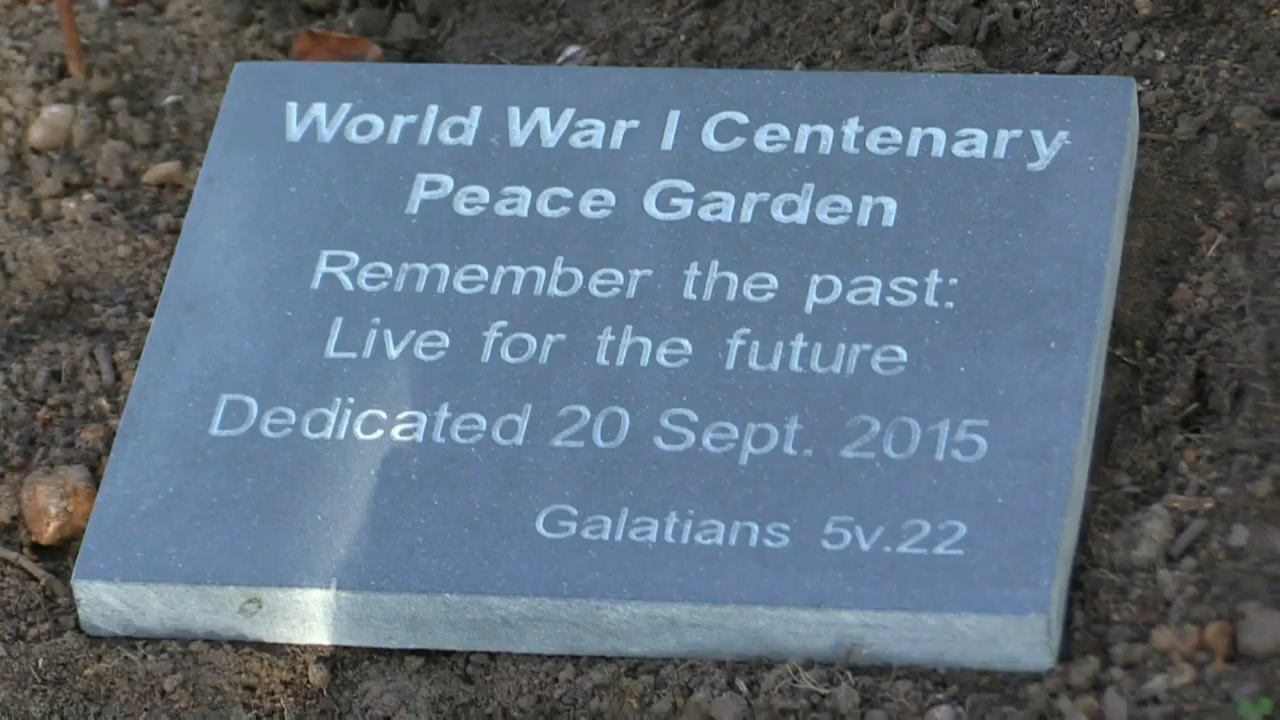 World War I Centenary
Peace Garden
Remember the past:
Live for the future
Dedicated 20 Sept. 2015
Galatians 5v.22